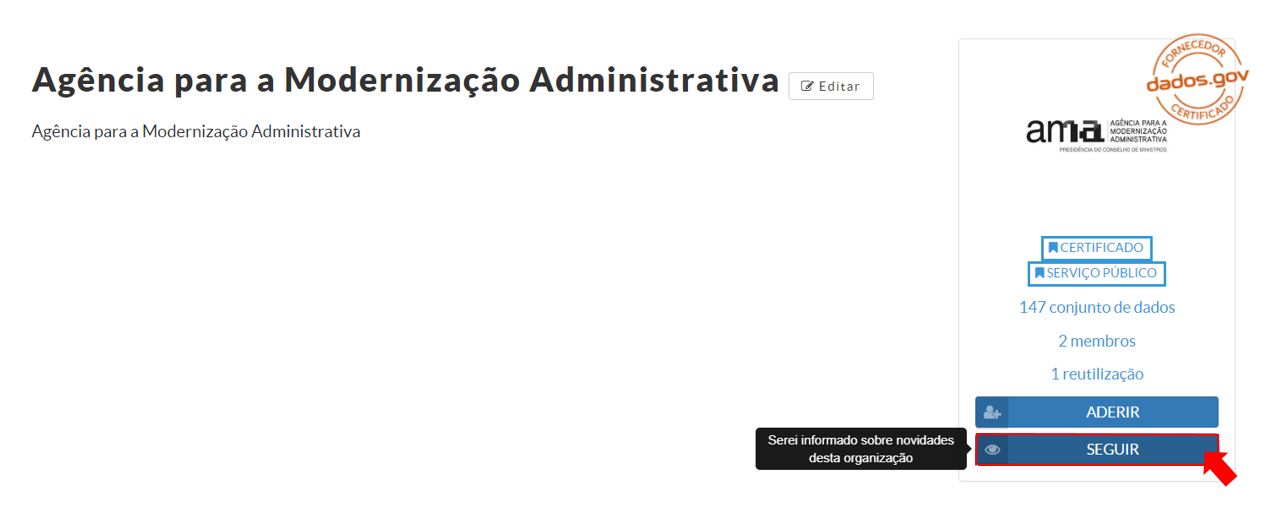 Agência para a Modernização Administrativa
Editar
Agência para a Modernização Administrativa
FORNECEDOR
dados.gov
CERTIFICADO
ama
AGÊNCIA PARA A
MODERNIZAÇÃO
ADMINISTRATIVA
PRESIDÊNCIA DO CONSELHO DE MINISTROS
CERTIFICADO
SERVIÇO PÚBLICO
147 conjunto de dados
2 membros
1 reutilização
ADERIR
Serei informado sobre novidades
desta organização
SEGUIR